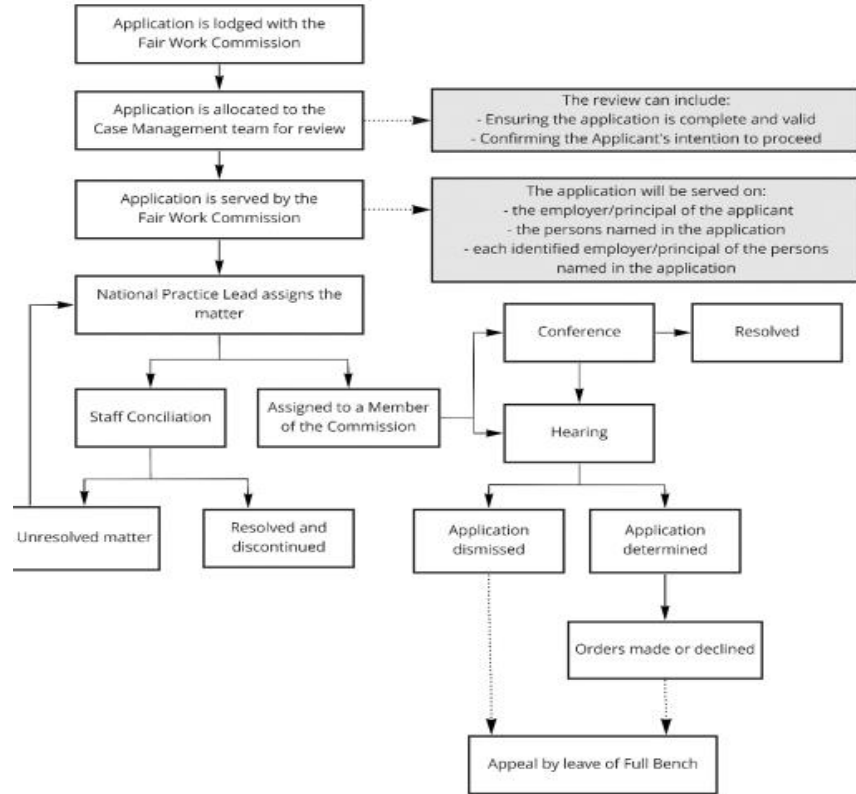 Application is lodged with the
Fair Work Commission
Application is allocated to the
Case Management team for review
The review can include:
- Ensuring the application is complete and valid
- Confirming the Applicant's intention to proceed
Application is served by the
Fair Work Commission
The application will be served on:
- the employer/principal of the applicant
- the persons named in the application
- each identified employer/principal of the persons
named in the application
National Practice Lead assigns the
matter
Conference
Resolved
Staff Conciliation
Assigned to a Member
of the Commission
Hearing
Unresolved matter
Resolved and
discontinued
Application
dismissed
Application
determined
Orders made or declined
Appeal by leave of Full Bench